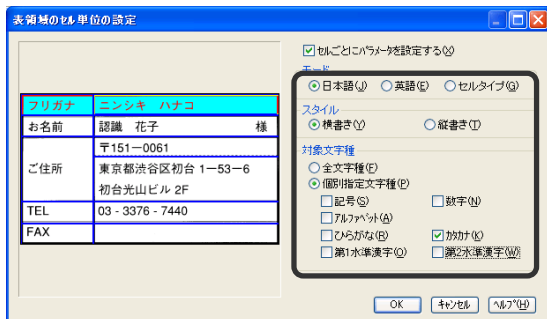 表領域のセル単位の設定
フリガナ ニンシキ ハナコ
お名前 認識 花子 様
〒151－0061
ご住所 東京都渋谷区初台 1－53－6
初台光山ビル 2F
TEL 03 - 3376 - 7440
FAX
セルごとにパラメータを設定する(X)
モード
日本語(J) 英語(E) セルタイプ(G)
スタイル
横書き(Y) 縦書き(T)
対象文字種
全文字種(F)
個別指定文字種(P)
記号(S) 数字(N)
アルファベット(A)
ひらがな(R) カタカナ(K)
第1水準漢字(O) 第2水準漢字(W)
OK キャンセル ヘルプ(H)